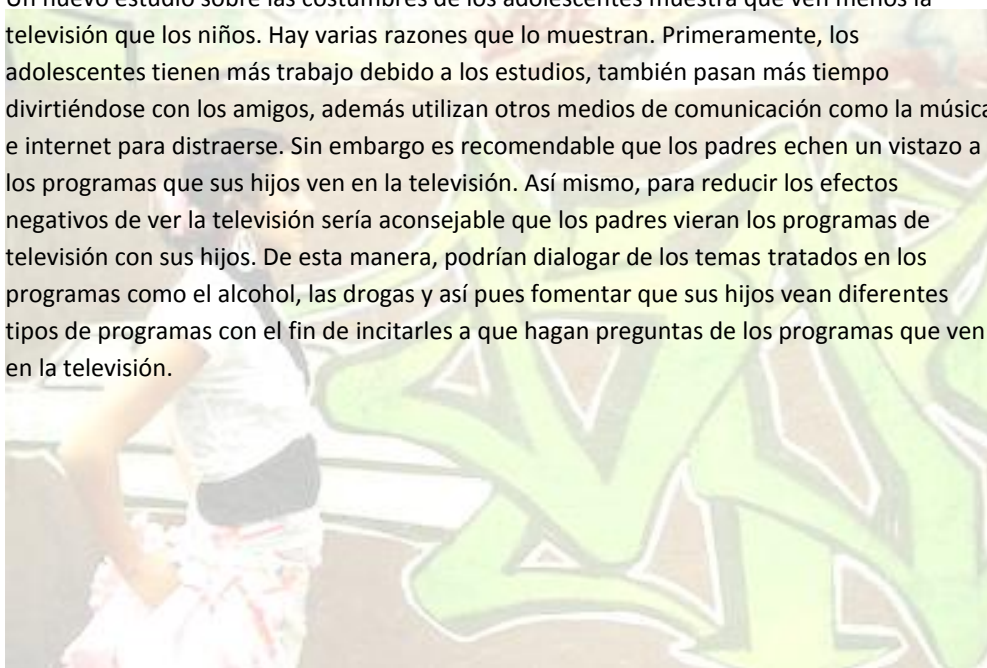 Un nuevo estudio sobre las costumbres de los adolescentes muestra que ven menos la
televisión que los niños. Hay varias razones que lo muestran. Primeramente, los
adolescentes tienen más trabajo debido a los estudios, también pasan más tiempo
divirtiéndose con los amigos, además utilizan otros medios de comunicación como la música
e internet para distraerse. Sin embargo es recomendable que los padres echen un vistazo a
los programas que sus hijos ven en la televisión. Así mismo, para reducir los efectos
negativos de ver la televisión sería aconsejable que los padres vieran los programas de
televisión con sus hijos. De esta manera, podrían dialogar de los temas tratados en los
programas como el alcohol, las drogas y así pues fomentar que sus hijos vean diferentes
tipos de programas con el fin de incitarles a que hagan preguntas de los programas que ven
en la televisión.